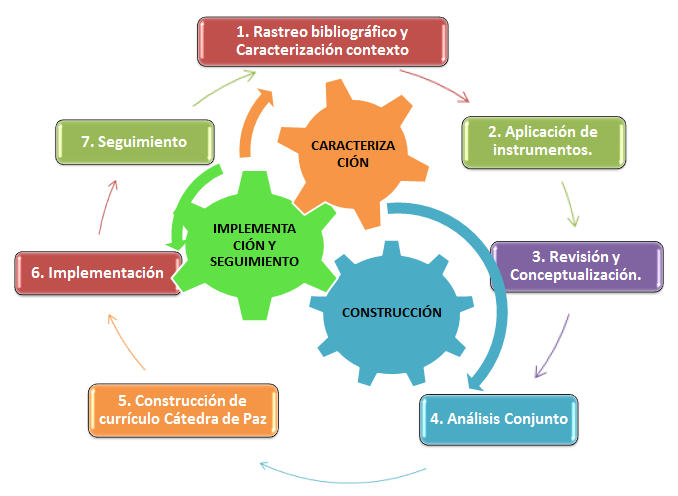 1. Rastreo bibliográfico y
Caracterización contexto
2. Aplicación de
instrumentos.
3. Revisión y
Conceptualización.
4. Análisis Conjunto
5. Construcción de
currículo Cátedra de Paz
6. Implementación
7. Seguimiento
CARACTERIZA
CIÓN
IMPLEMENTA
CIÓN Y
SEGUIMIENTO
CONSTRUCCIÓN